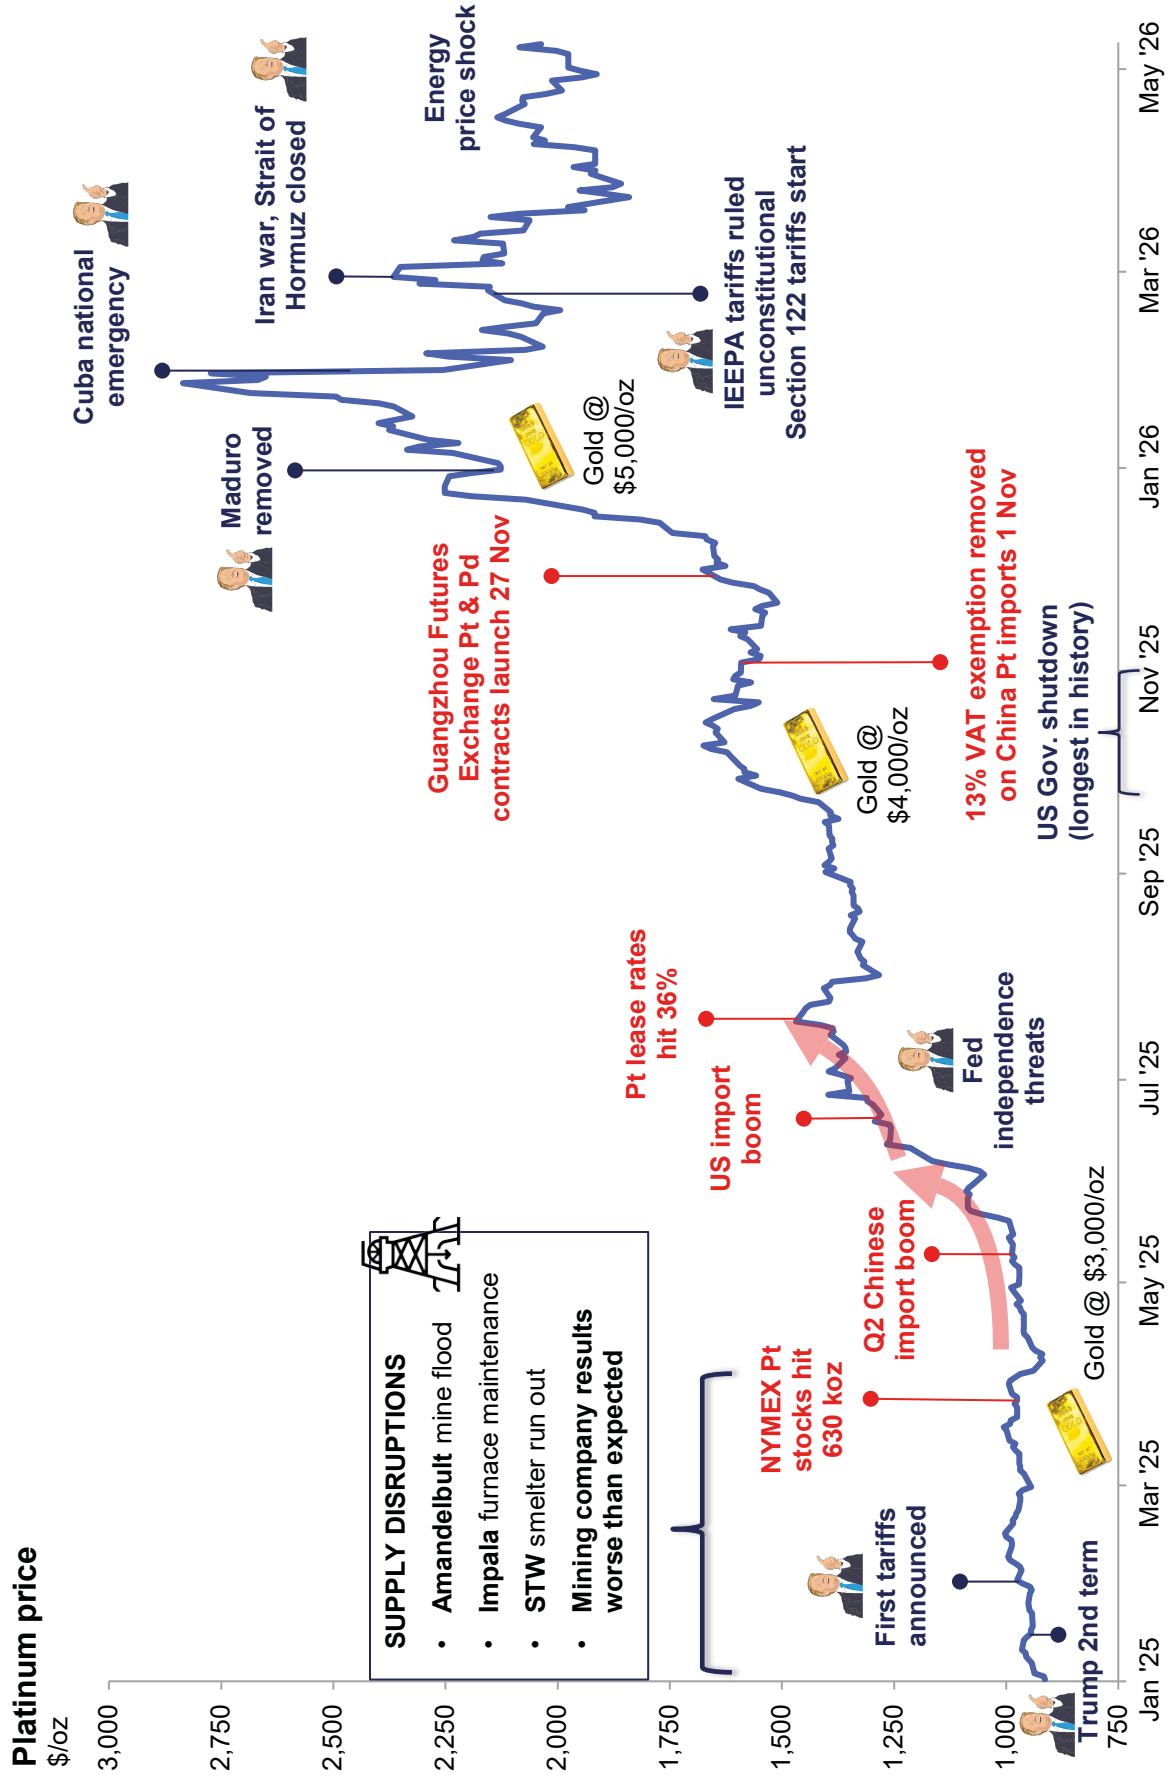 Platinum price
$/oz
3,000
2,750
2,500
2,250
2,000
1,750
1,500
1,250
1,000
750
Jan '25
Mar '25
May '25
Jul '25
Sep '25
Nov '25
Jan '26
Mar '26
May '26
SUPPLY DISRUPTIONS
• Amandelbult mine flood
• Impala furnace maintenance
• STW smelter run out
• Mining company results
worse than expected
Trump 2nd term
First tariffs
announced
NYMEX Pt
stocks hit
630 koz
Gold @ $3,000/oz
Q2 Chinese
import boom
US import
boom
Pt lease rates
hit 36%
Fed
independence
threats
Gold @
$4,000/oz
US Gov. shutdown
(longest in history)
13% VAT exemption removed
on China Pt imports 1 Nov
Guangzhou Futures
Exchange Pt & Pd
contracts launch 27 Nov
Maduro
removed
Gold @
$5,000/oz
Cuba national
emergency
IEEPA tariffs ruled
unconstitutional
Section 122 tariffs start
Iran war, Strait of
Hormuz closed
Energy
price shock